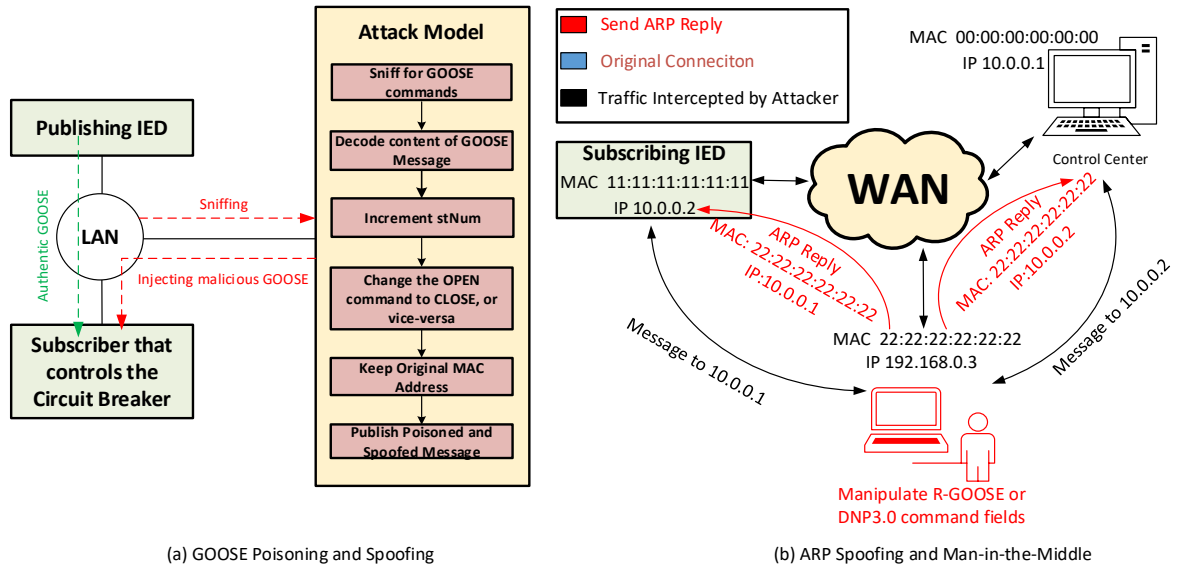 Publishing IED
LAN
Authentic GOOSE
Sniffing
Injecting malicious GOOSE
Subscriber that
controls the
Circuit Breaker
Attack Model
Sniff for GOOSE
commands
Decode content of GOOSE
Message
Increment stNum
Change the OPEN
command to CLOSE, or
vice-versa
Keep Original MAC
Address
Publish Poisoned and
Spoofed Message
(a) GOOSE Poisoning and Spoofing
Send ARP Reply
Original Conneciton
Traffic Intercepted by Attacker
MAC 00:00:00:00:00:00
IP 10.0.0.1
Control Center
Subscribing IED
MAC 11:11:11:11:11:11
IP 10.0.0.2
WAN
ARP Reply
MAC: 22:22:22:22:22:22
IP:10.0.0.1
ARP Reply
MAC: 22:22:22:22:22:22
IP:10.0.0.2
Message to 10.0.0.1
Message to 10.0.0.2
MAC 22:22:22:22:22:22
IP 192.168.0.3
Manipulate R-GOOSE or
DNP3.0 command fields
(b) ARP Spoofing and Man-in-the-Middle